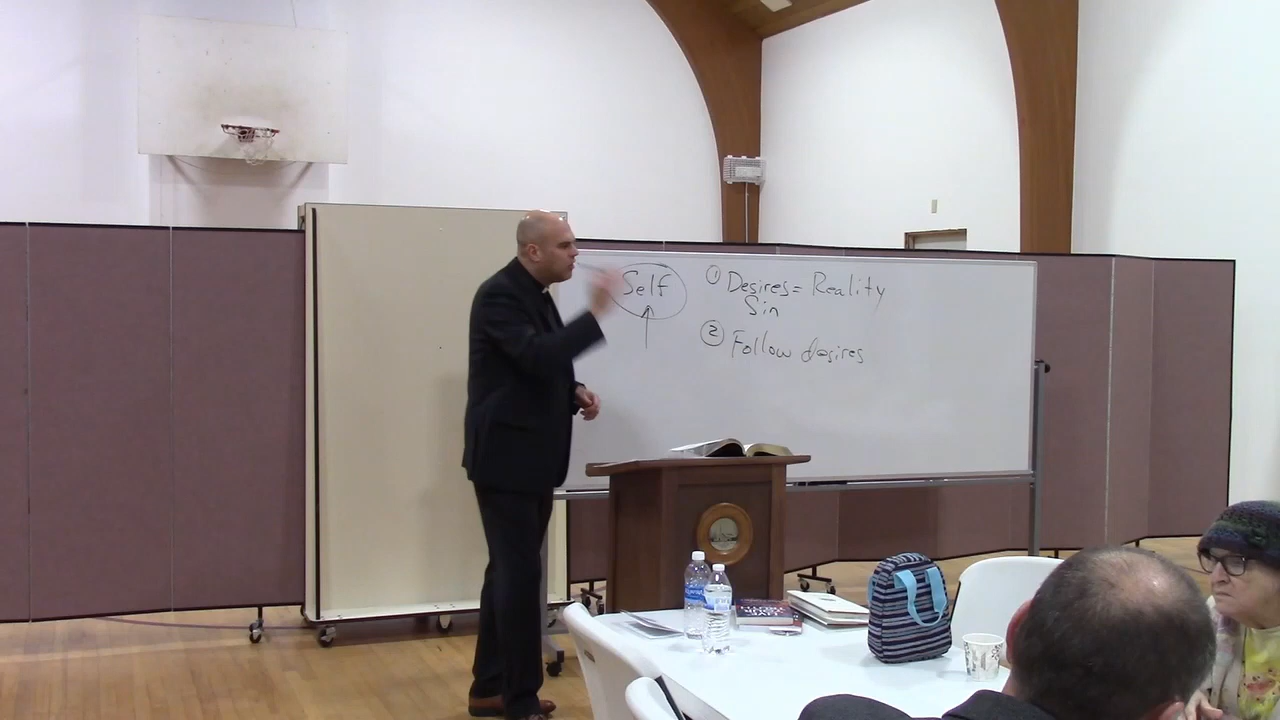 Self
① Desires = Reality
Sin
② Follow desires